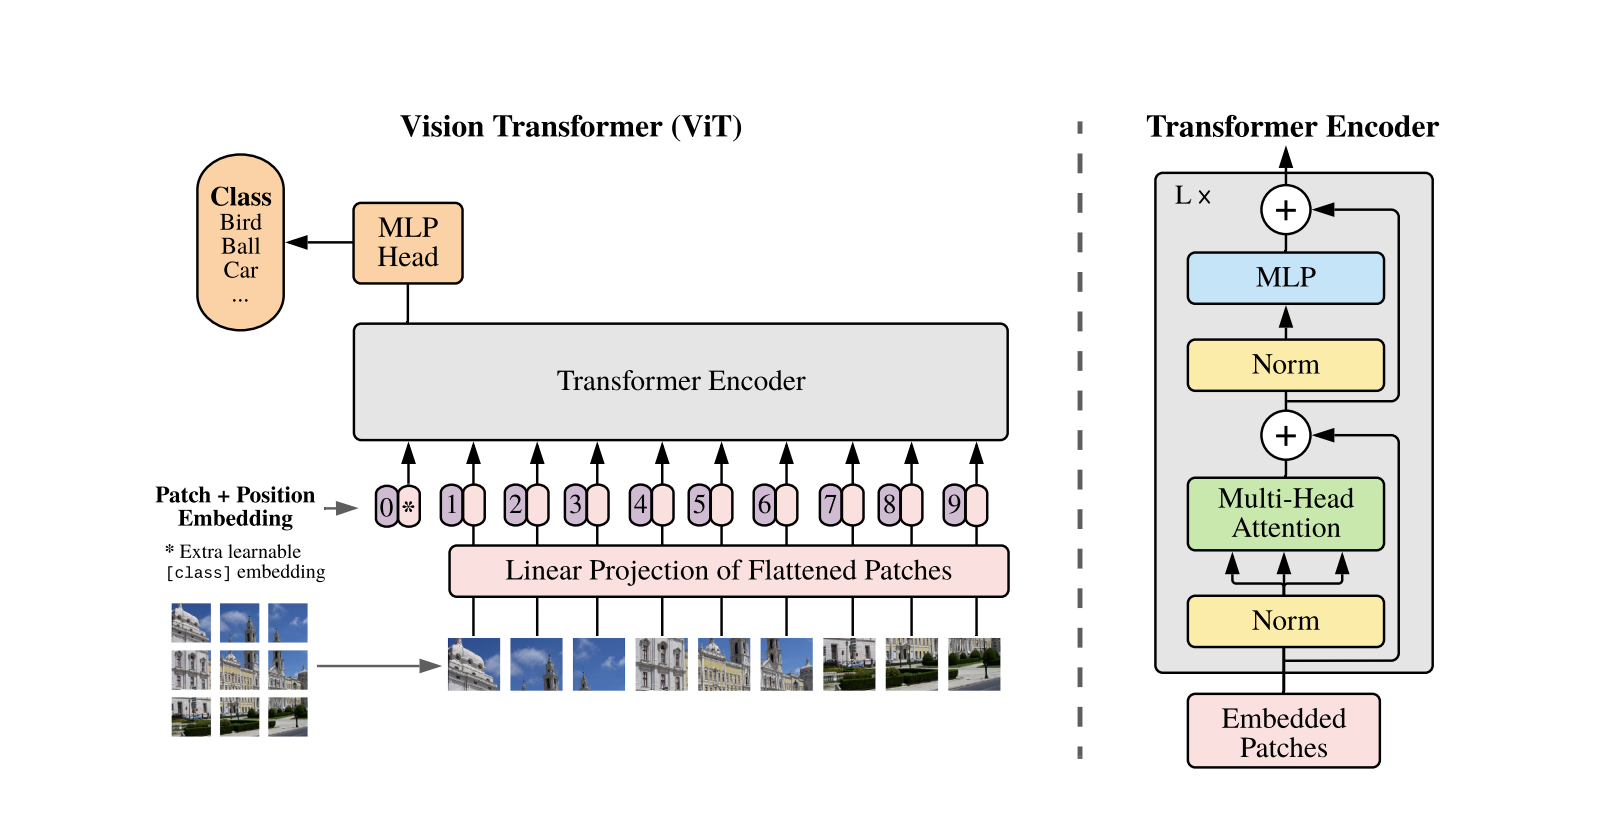 Vision Transformer (ViT)
Class
Bird
Ball
Car
...
MLP
Head
Transformer Encoder
Patch + Position
Embedding
* Extra learnable
[class] embedding
0 * 1 2 3 4 5 6 7 8 9
Linear Projection of Flattened Patches
Transformer Encoder
L ×
+
MLP
Norm
+
Multi-Head
Attention
Norm
Embedded
Patches